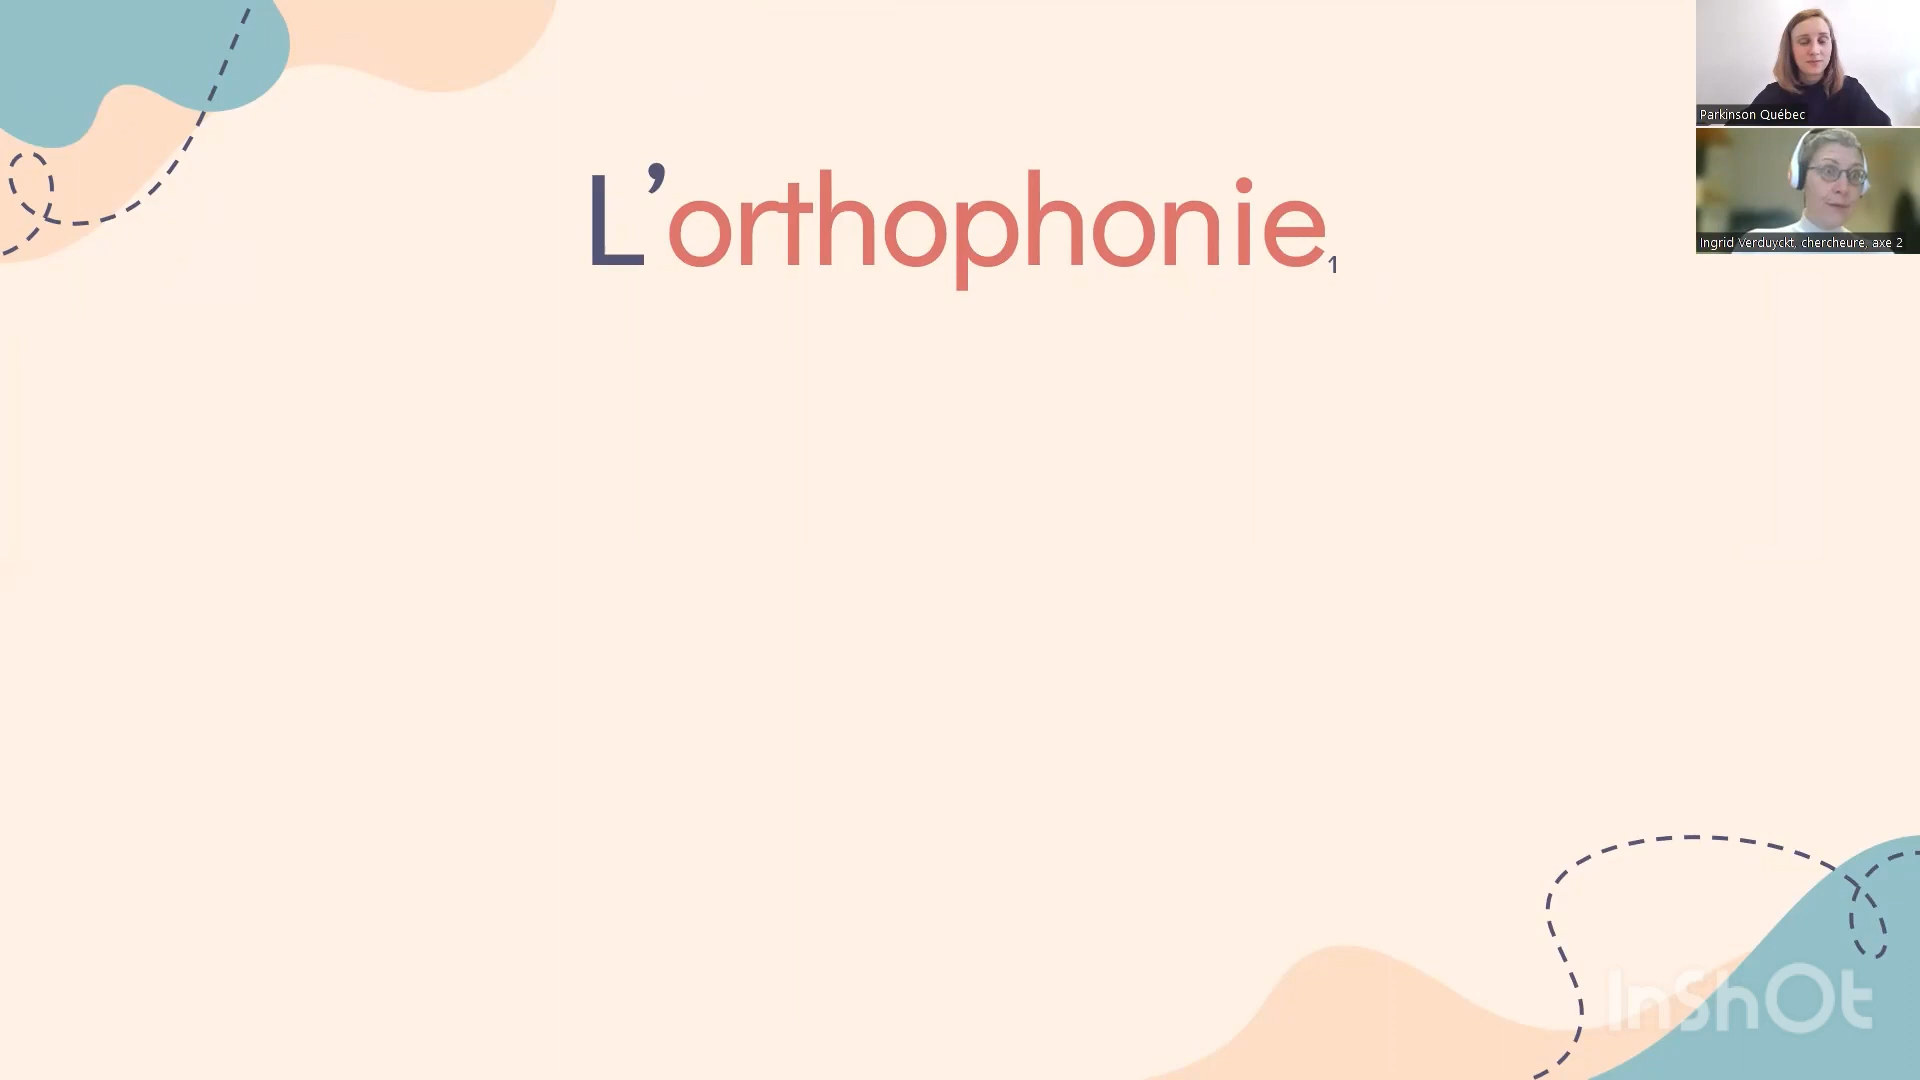 L’orthophonie1
Parkinson Québec
Ingrid Verduyckt, chercheure, axe 2
InShOt